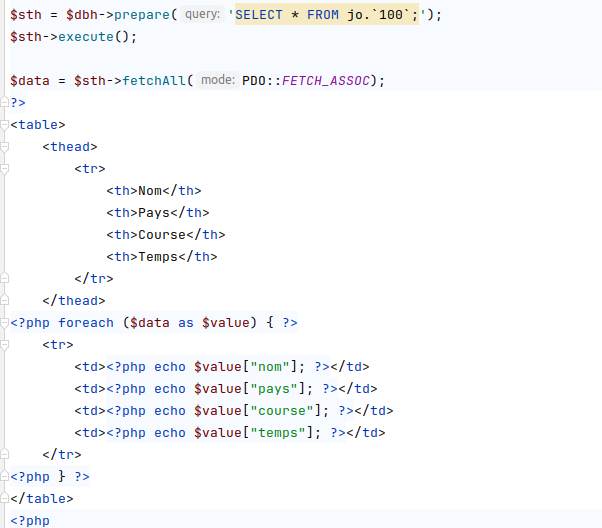 $sth = $dbh->prepare( query: 'SELECT * FROM jo.`100`;');
$sth->execute();
$data = $sth->fetchAll( mode: PDO::FETCH_ASSOC);
?>
<table>
    <thead>
        <tr>
            <th>Nom</th>
            <th>Pays</th>
            <th>Course</th>
            <th>Temps</th>
        </tr>
    </thead>
<?php foreach ($data as $value) { ?>
    <tr>
        <td><?php echo $value["nom"]; ?></td>
        <td><?php echo $value["pays"]; ?></td>
        <td><?php echo $value["course"]; ?></td>
        <td><?php echo $value["temps"]; ?></td>
    </tr>
<?php } ?>
</table>
<?php